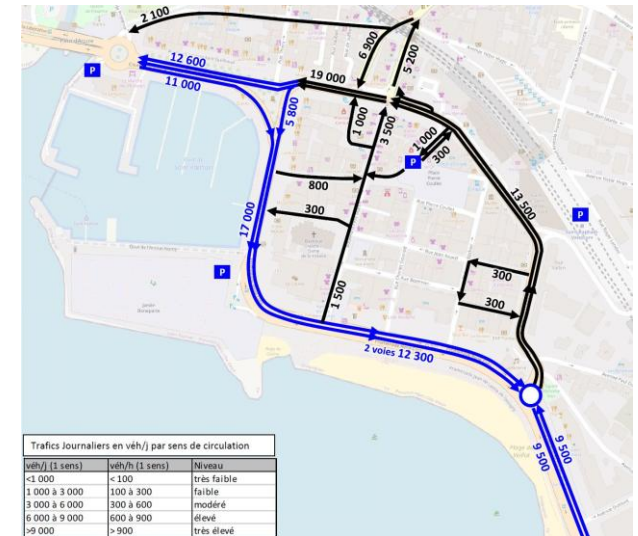 2 100
6 900
5 200
12 600
19 000
11 000
5 800
1 000
3 500
1 000
300
P
P
13 500
P
800
300
17 000
300
300
P
1 500
2 voies 12 300
9 500
9 500
Trafics Journaliers en véh/j par sens de circulation
véh/j (1 sens) véh/h (1 sens) Niveau
<1 000 < 100 très faible
1 000 à 3 000 100 à 300 faible
3 000 à 6 000 300 à 600 modéré
6 000 à 9 000 600 à 900 élevé
>9 000 > 900 très élevé